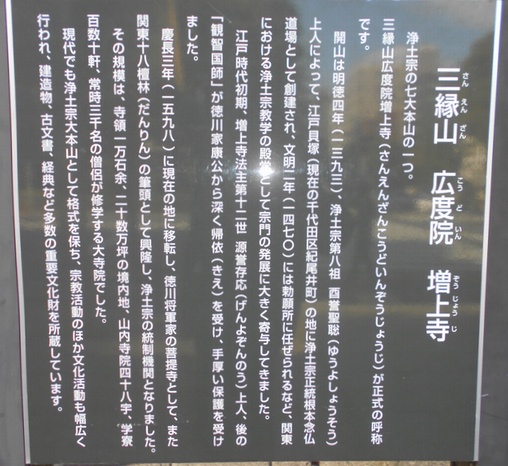 三縁山　広度院　増上寺
さん えん ざん　こう ど いん　ぞう じょう じ
浄土宗の七大本山の一つ。
三縁山広度院増上寺（さんえんざんこうどいんぞうじょうじ）が正式の呼称
です。
開山は明徳四年（一三九三）、浄土宗第八祖　酉誉聖聡（ゆうよしょうそう）
上人によって、江戸貝塚（現在の千代田区紀尾井町）の地に浄土宗正統根本念仏
道場として創建され、文明二年（一四七〇）には勅願所に任ぜられるなど、関東
における浄土宗教学の殿堂として宗門の発展に大きく寄与してきました。
江戸時代初期、増上寺法主第十二世　源誉存応（げんよぞんのう）上人、後の
「観智国師」が徳川家康公から深く帰依（きえ）を受け、手厚い保護を受け
ました。
慶長三年（一五九八）に現在の地に移転し、徳川将軍家の菩提寺として、また
関東十八檀林（だんりん）の筆頭として興隆し、浄土宗の統制機関となりました。
その規模は、寺領一万石余、二十数万坪の境内地、山内寺院四十八宇、学寮
百数十軒、常時三千名の僧侶が修学する大寺院でした。
現代でも浄土宗大本山として格式を保ち、宗教活動のほか文化活動も幅広く
行われ、建造物、古文書、経典など多数の重要文化財を所蔵しています。